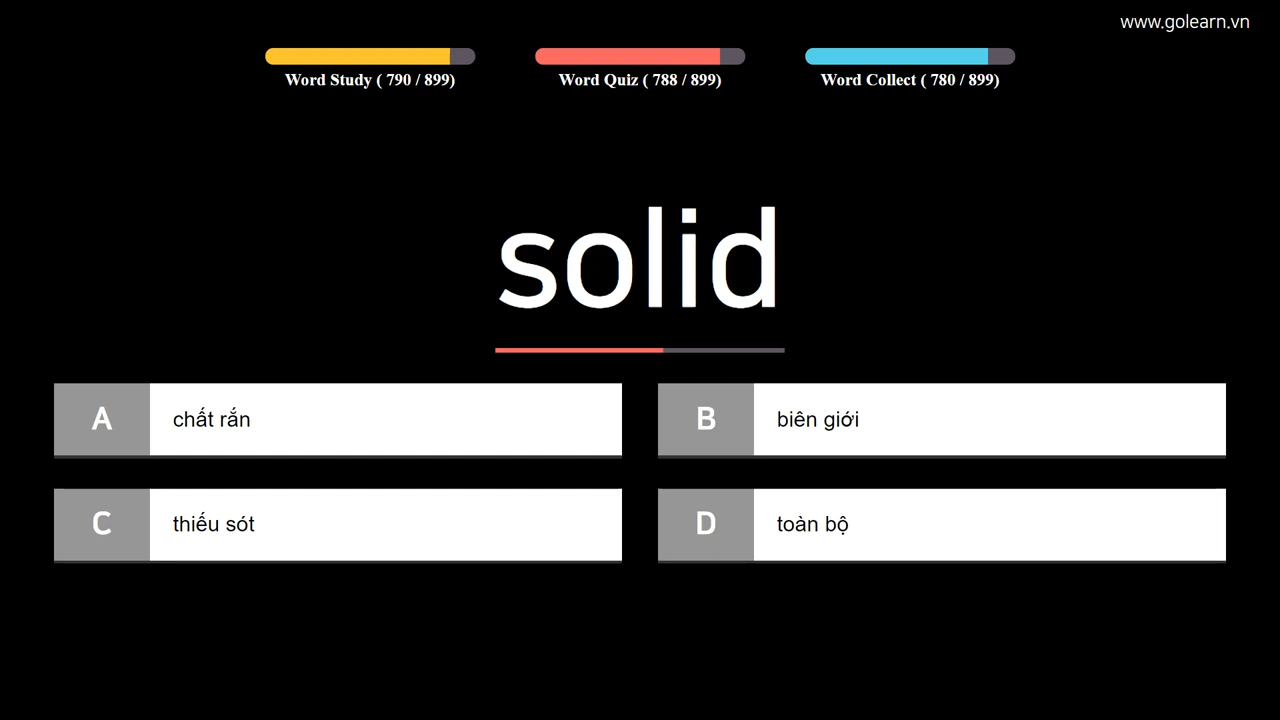 www.golearn.vn
Word Study ( 790 / 899)
Word Quiz ( 788 / 899)
Word Collect ( 780 / 899)
solid
A chất rắn
B biên giới
C thiếu sót
D toàn bộ